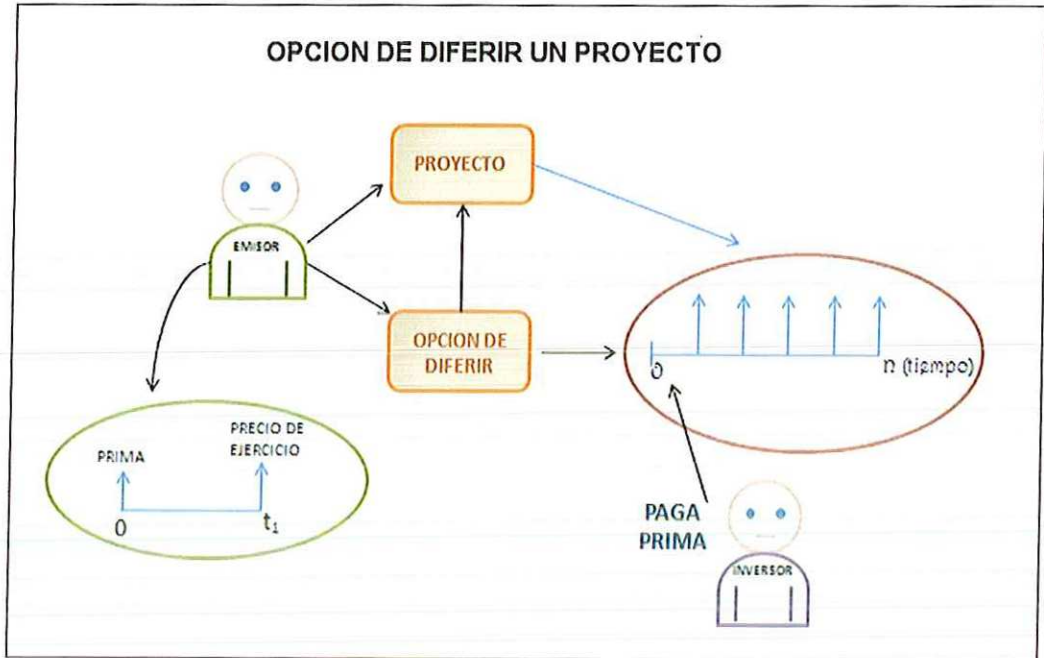 OPCION DE DIFERIR UN PROYECTO
PROYECTO
EMISOR
OPCION DE
DIFERIR
0
n (tiempo)
PRECIO DE
EJERCICIO
PRIMA
0
t₁
PAGA
PRIMA
INVERSOR